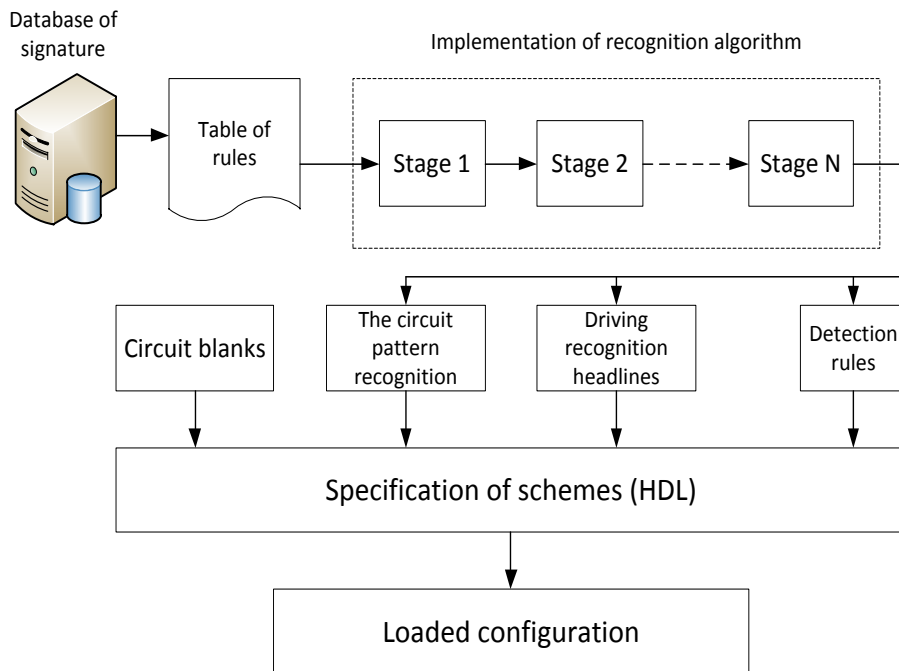 Database of
signature
Implementation of recognition algorithm
Table of
rules
Stage 1
Stage 2
Stage N
Circuit blanks
The circuit
pattern
recognition
Driving
recognition
headlines
Detection
rules
Specification of schemes (HDL)
Loaded configuration